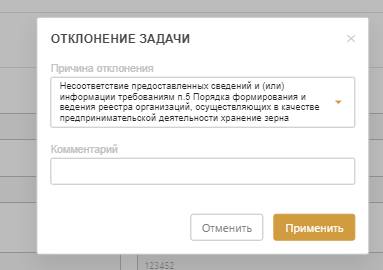 ОТКЛОНЕНИЕ ЗАДАЧИ
Причина отклонения
Несоответствие предоставленных сведений и (или)
информации требованиям п.5 Порядка формирования и
ведения реестра организаций, осуществляющих в качестве
предпринимательской деятельности хранение зерна
Комментарий
Отменить Применить
123452